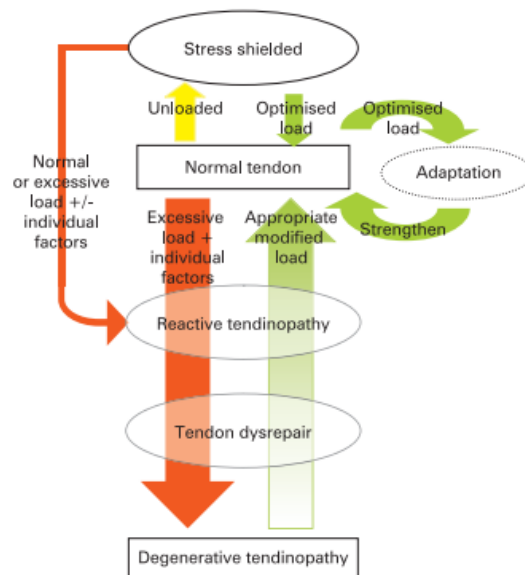 Stress shielded
Unloaded
Optimised
load
Optimised
load
Normal
or excessive
load +/-
individual
factors
Normal tendon
Adaptation
Excessive
load +
individual
factors
Appropriate
modified
load
Strengthen
Reactive tendinopathy
Tendon dysrepair
Degenerative tendinopathy